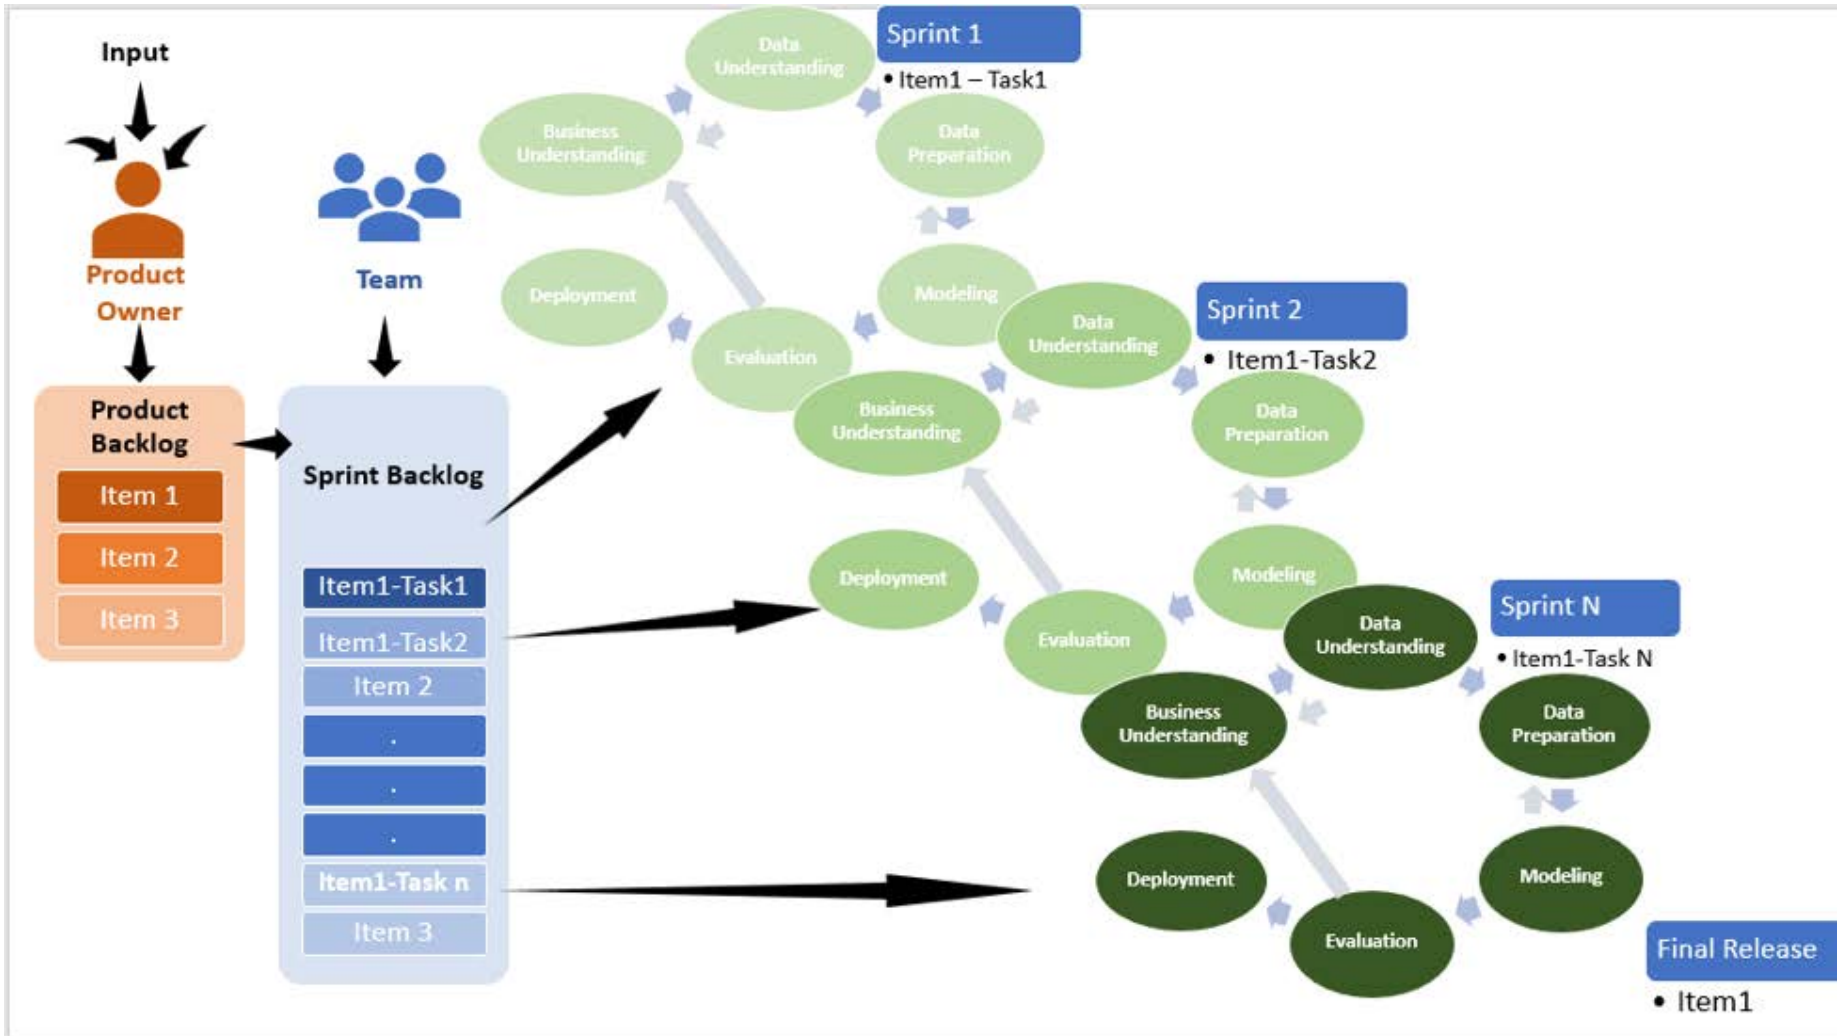 Input
Product
Owner
Team
Product
Backlog
Item 1
Item 2
Item 3
Sprint Backlog
Item1-Task1
Item1-Task2
Item 2
.
.
.
Item1-Task n
Item 3
Sprint 1
• Item1 – Task1
Data
Understanding
Business
Understanding
Data
Preparation
Deployment
Modeling
Evaluation
Sprint 2
• Item1-Task2
Data
Understanding
Business
Understanding
Data
Preparation
Deployment
Modeling
Evaluation
Sprint N
• Item1-Task N
Data
Understanding
Business
Understanding
Data
Preparation
Deployment
Modeling
Evaluation
Final Release
• Item1